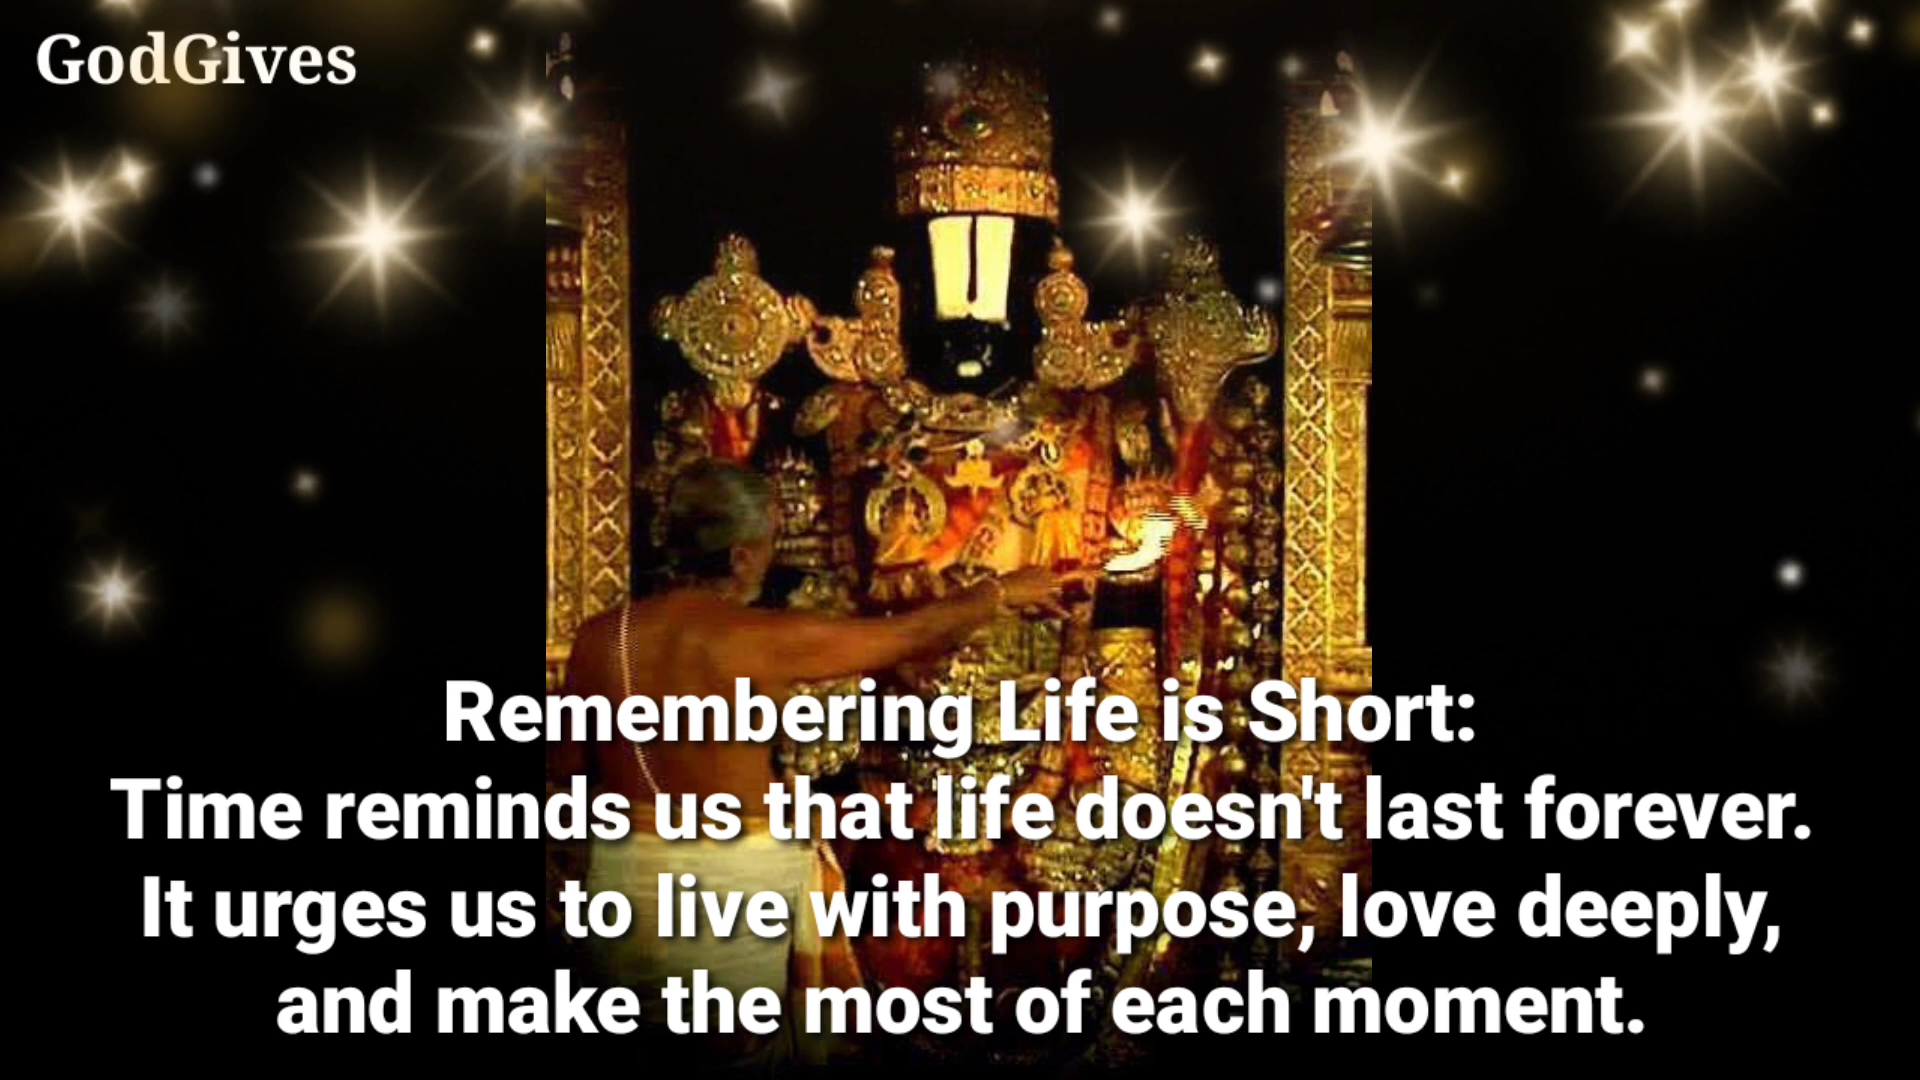 GodGives
Remembering Life is Short:
Time reminds us that life doesn't last forever.
It urges us to live with purpose, love deeply,
and make the most of each moment.